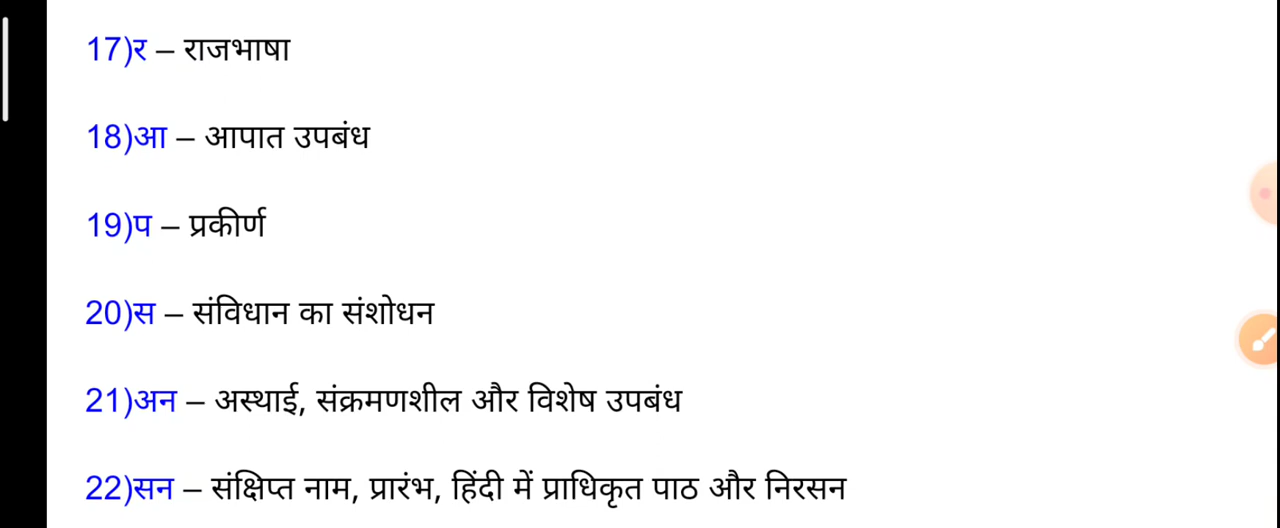 17)र – राजभाषा
18)आ – आपात उपबंध
19)प – प्रकीर्ण
20)स – संविधान का संशोधन
21)अन – अस्थाई, संक्रमणशील और विशेष उपबंध
22)सन – संक्षिप्त नाम, प्रारंभ, हिंदी में प्राधिकृत पाठ और निरसन